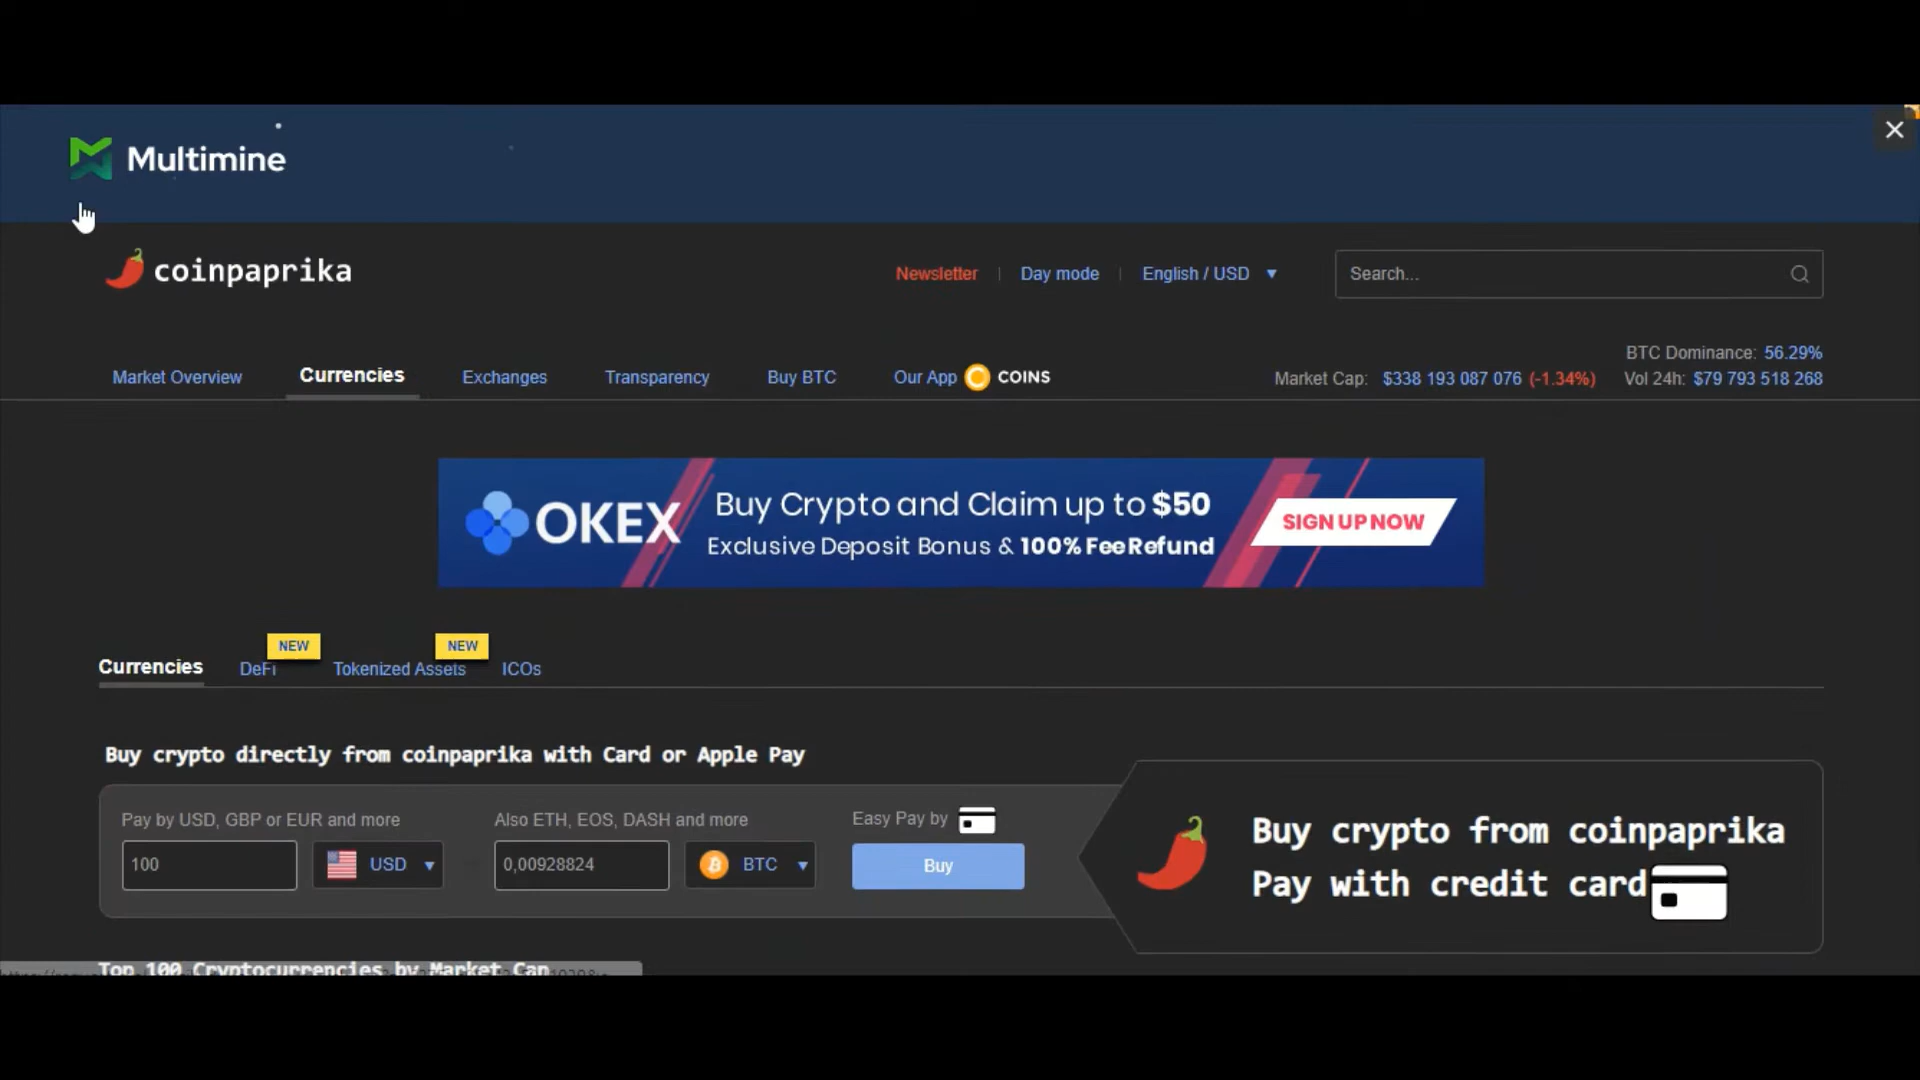 Multimine
coinpaprika
Newsletter
Day mode
English / USD
Search...
BTC Dominance: 56.29%
Market Overview
Currencies
Exchanges
Transparency
Buy BTC
Our App COINS
Market Cap: $338 193 087 076 (-1.34%)
Vol 24h: $79 793 518 268
OKEX
Buy Crypto and Claim up to $50
Exclusive Deposit Bonus & 100% Fee Refund
SIGN UP NOW
NEW
NEW
Currencies
DeFi
Tokenized Assets
ICOs
Buy crypto directly from coinpaprika with Card or Apple Pay
Pay by USD, GBP or EUR and more
Also ETH, EOS, DASH and more
Easy Pay by
100
USD
0,00928824
BTC
Buy
Buy crypto from coinpaprika
Pay with credit card
Top 100 Cryptocurrencies by Market Cap